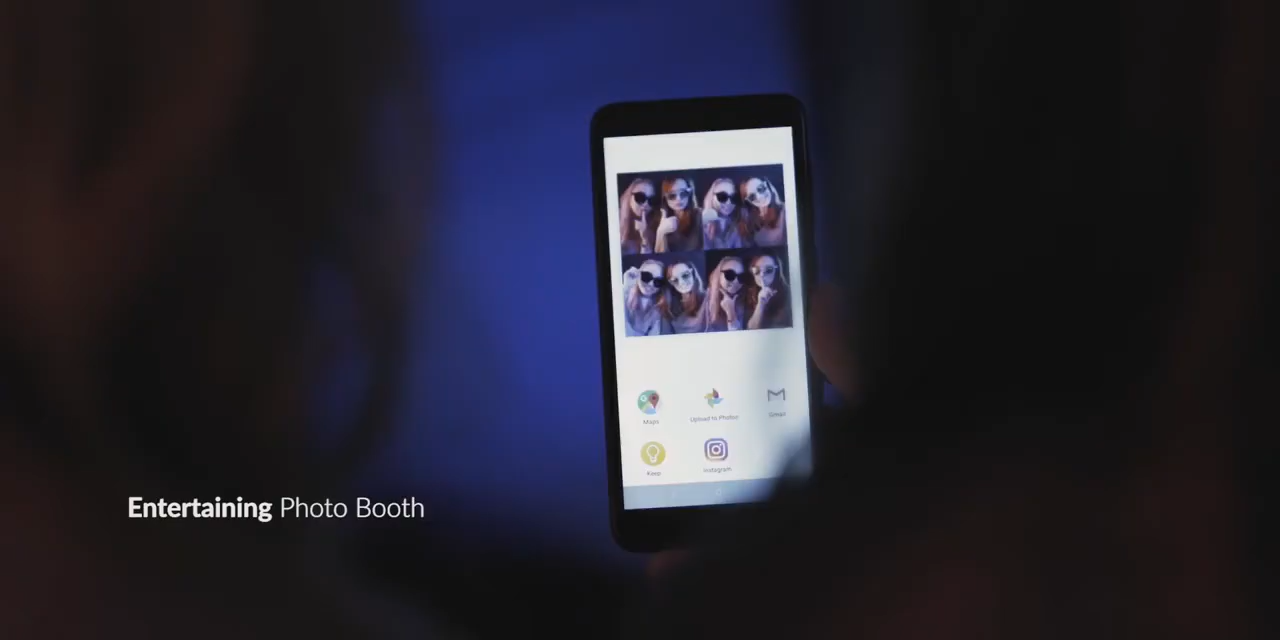 Maps
Upload to Photos
Gmail
Keep
Instagram
Entertaining Photo Booth